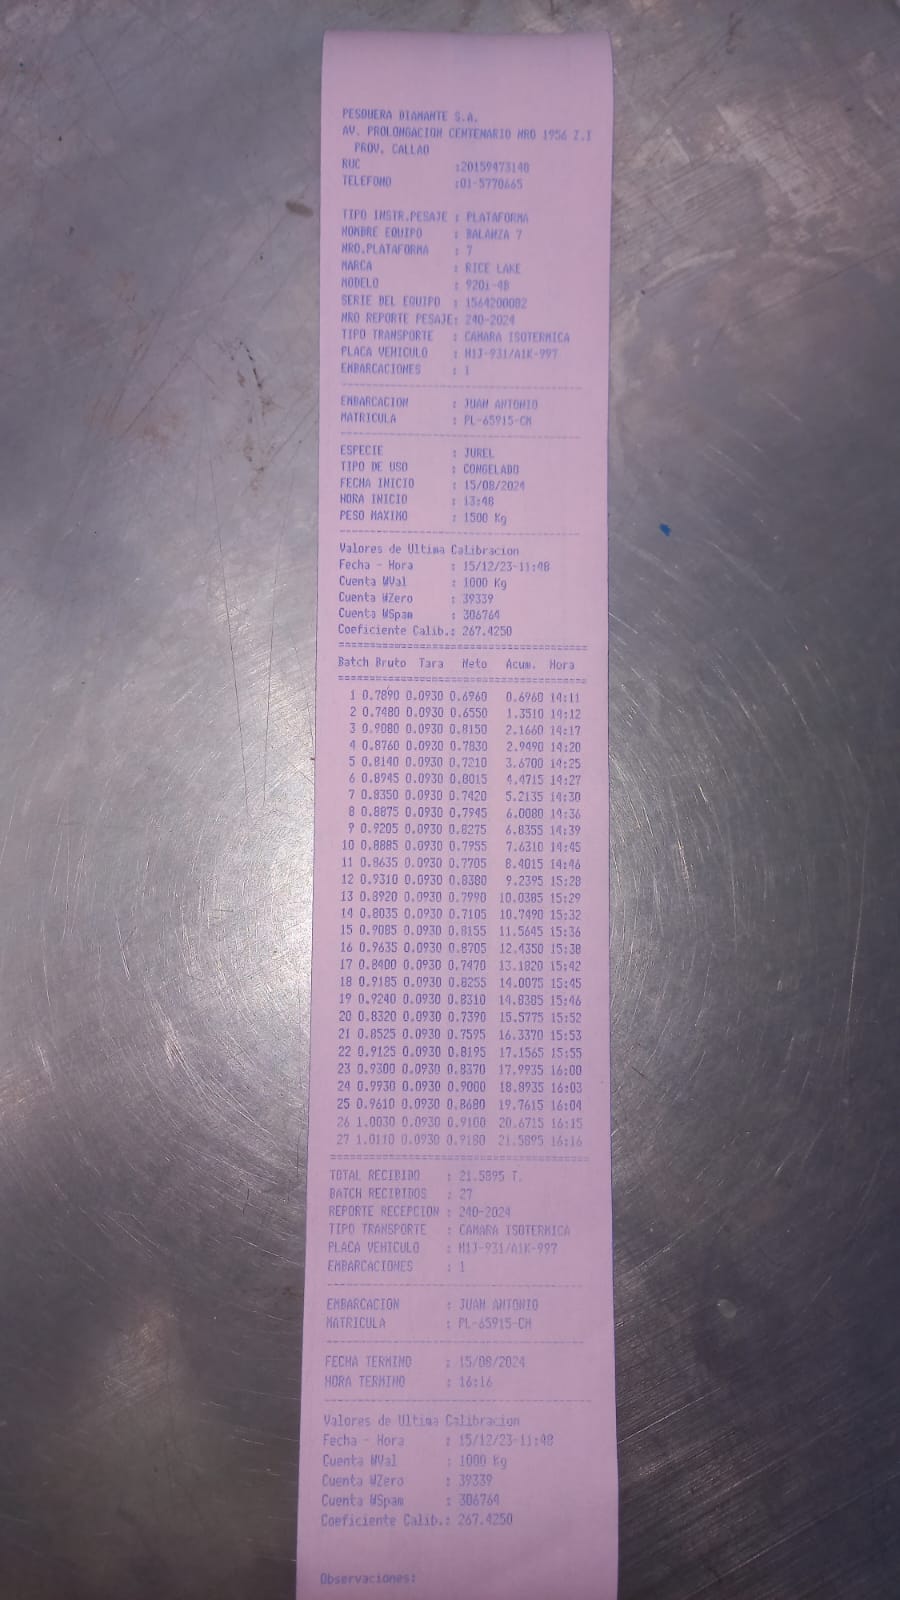 PESQUERA DIAMANTE S.A.
AV. PROLONGACION CENTENARIO NRO 1956 Z.I
PROV. CALLAO
RUC :20159473148
TELEFONO :01-5770665
TIPO INSTR.PESAJE : PLATAFORMA
NOMBRE EQUIPO : BALANZA 7
NRO.PLATAFORMA : 7
MARCA : RICE LAKE
MODELO : 920i-4B
SERIE DEL EQUIPO : 1564200082
NRO REPORTE PESAJE: 240-2024
TIPO TRANSPORTE : CAMARA ISOTERMICA
PLACA VEHICULO : M1J-931/A1K-997
EMBARCACIONES : 1
EMBARCACION : JUAN ANTONIO
MATRICULA : PL-65915-CM
ESPECIE : JUREL
TIPO DE USO : CONGELADO
FECHA INICIO : 15/08/2024
HORA INICIO : 13:48
PESO MAXIMO : 1500 Kg
Valores de Ultima Calibracion
Fecha - Hora : 15/12/23-11:48
Cuenta WVal : 1000 Kg
Cuenta WZero : 39339
Cuenta WSpam : 306764
Coeficiente Calib.: 267.4250
Batch Bruto Tara Neto Acum. Hora
1 0.7890 0.0930 0.6960 0.6960 14:11
2 0.7480 0.0930 0.6550 1.3510 14:12
3 0.9080 0.0930 0.8150 2.1660 14:17
4 0.8760 0.0930 0.7830 2.9490 14:20
5 0.8140 0.0930 0.7210 3.6700 14:25
6 0.8945 0.0930 0.8015 4.4715 14:27
7 0.8350 0.0930 0.7420 5.2135 14:30
8 0.8875 0.0930 0.7945 6.0080 14:36
9 0.9205 0.0930 0.8275 6.8355 14:39
10 0.8885 0.0930 0.7955 7.6310 14:45
11 0.8635 0.0930 0.7705 8.4015 14:46
12 0.9310 0.0930 0.8380 9.2395 15:28
13 0.8920 0.0930 0.7990 10.0385 15:29
14 0.8035 0.0930 0.7105 10.7490 15:32
15 0.9085 0.0930 0.8155 11.5645 15:36
16 0.9635 0.0930 0.8705 12.4350 15:38
17 0.8400 0.0930 0.7470 13.1820 15:42
18 0.9185 0.0930 0.8255 14.0075 15:45
19 0.9240 0.0930 0.8310 14.8385 15:46
20 0.8320 0.0930 0.7390 15.5775 15:52
21 0.8525 0.0930 0.7595 16.3370 15:53
22 0.9125 0.0930 0.8195 17.1565 15:55
23 0.9300 0.0930 0.8370 17.9935 16:00
24 0.9930 0.0930 0.9000 18.8935 16:03
25 0.9610 0.0930 0.8680 19.7615 16:04
26 1.0030 0.0930 0.9100 20.6715 16:15
27 1.0110 0.0930 0.9180 21.5895 16:16
TOTAL RECIBIDO : 21.5895 T.
BATCH RECIBIDOS : 27
REPORTE RECEPCION : 240-2024
TIPO TRANSPORTE : CAMARA ISOTERMICA
PLACA VEHICULO : M1J-931/A1K-997
EMBARCACIONES : 1
EMBARCACION : JUAN ANTONIO
MATRICULA : PL-65915-CM
FECHA TERMINO : 15/08/2024
HORA TERMINO : 16:16
Valores de Ultima Calibracion
Fecha - Hora : 15/12/23-11:48
Cuenta WVal : 1000 Kg
Cuenta WZero : 39339
Cuenta WSpam : 306764
Coeficiente Calib.: 267.4250
Observaciones: